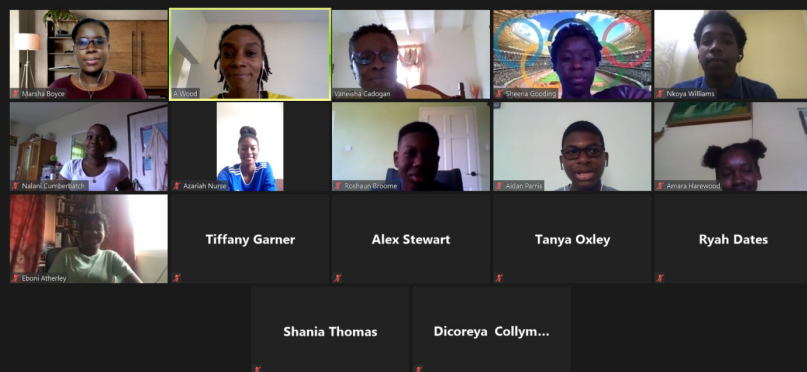 Marsha Boyce
A Wood
Vaneisha Cadogan
Sheena Gooding
Nkoya Williams
Nalani Cumberbatch
Azariah Nurse
Roshaun Broome
Aidan Parris
Amara Harewood
Eboni Atherley
Tiffany Garner
Alex Stewart
Tanya Oxley
Ryah Dates
Shania Thomas
Dicoreya Collym...